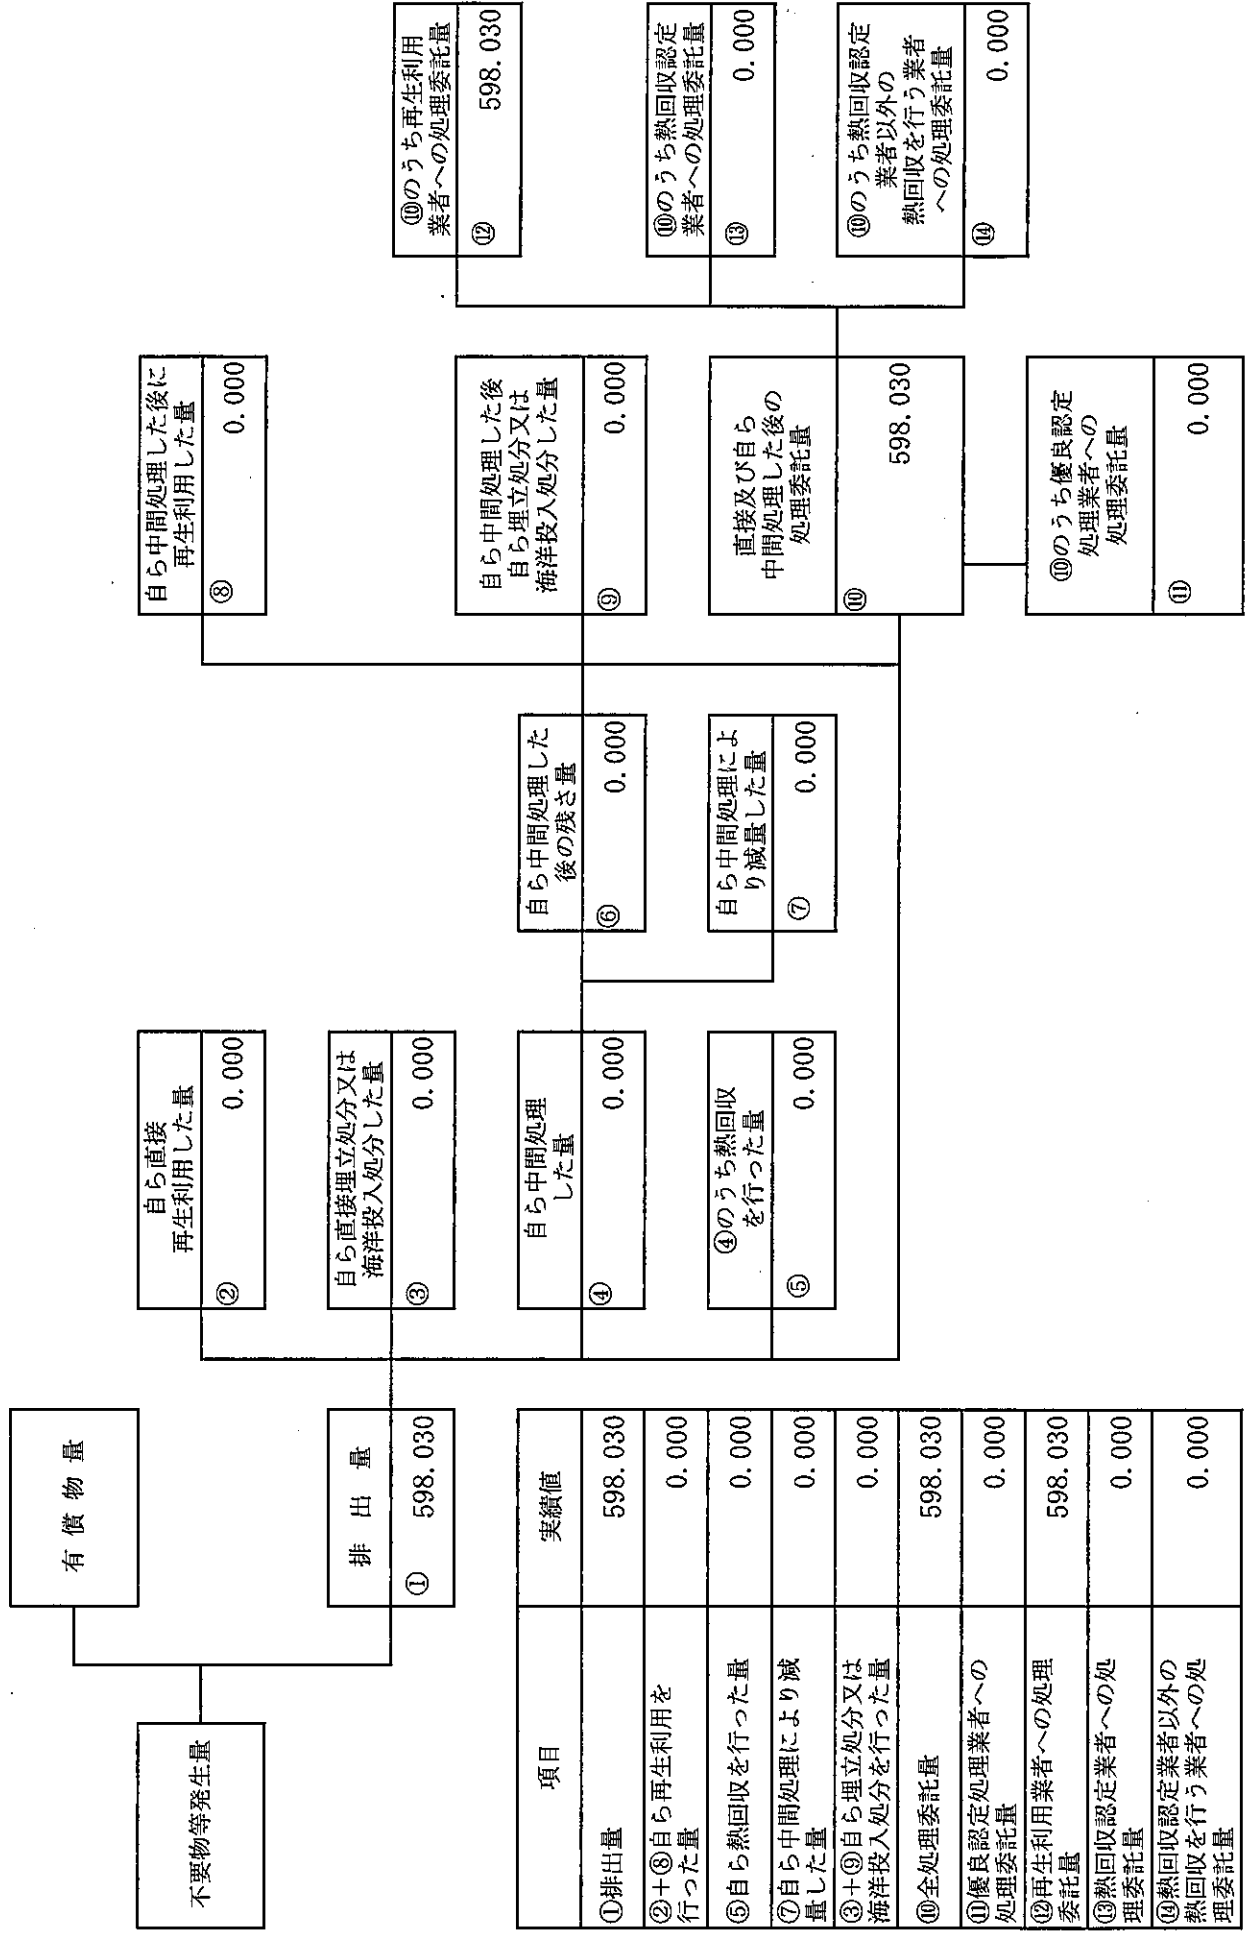 不要物等発生量
有償物量
排出量
① 598.030
自ら直接
再生利用した量
② 0.000
自ら直接埋立処分又は
海洋投入処分した量
③ 0.000
自ら中間処理
した量
④ 0.000
④のうち熱回収
を行った量
⑤ 0.000
自ら中間処理した
後の残さ量
⑥ 0.000
自ら中間処理によ
り減量した量
⑦ 0.000
自ら中間処理した後に
再生利用した量
⑧ 0.000
自ら中間処理した後
自ら埋立処分又は
海洋投入処分した量
⑨ 0.000
直接及び自ら
中間処理した後の
処理委託量
⑩ 598.030
⑩のうち優良認定
処理業者への
処理委託量
⑪ 0.000
⑩のうち再生利用
業者への処理委託量
⑫ 598.030
⑩のうち熱回収認定
業者への処理委託量
⑬ 0.000
⑩のうち熱回収認定
業者以外の
熱回収を行う業者
への処理委託量
⑭ 0.000
項目 実績値
①排出量 598.030
②+⑧自ら再生利用を
行った量 0.000
⑤自ら熱回収を行った量 0.000
⑦自ら中間処理により減
量した量 0.000
③+⑨自ら埋立処分又は
海洋投入処分を行った量 0.000
⑩全処理委託量 598.030
⑪優良認定処理業者への
処理委託量 0.000
⑫再生利用業者への処理
委託量 598.030
⑬熱回収認定業者への処
理委託量 0.000
⑭熱回収認定業者以外の
熱回収を行う業者への処
理委託量 0.000